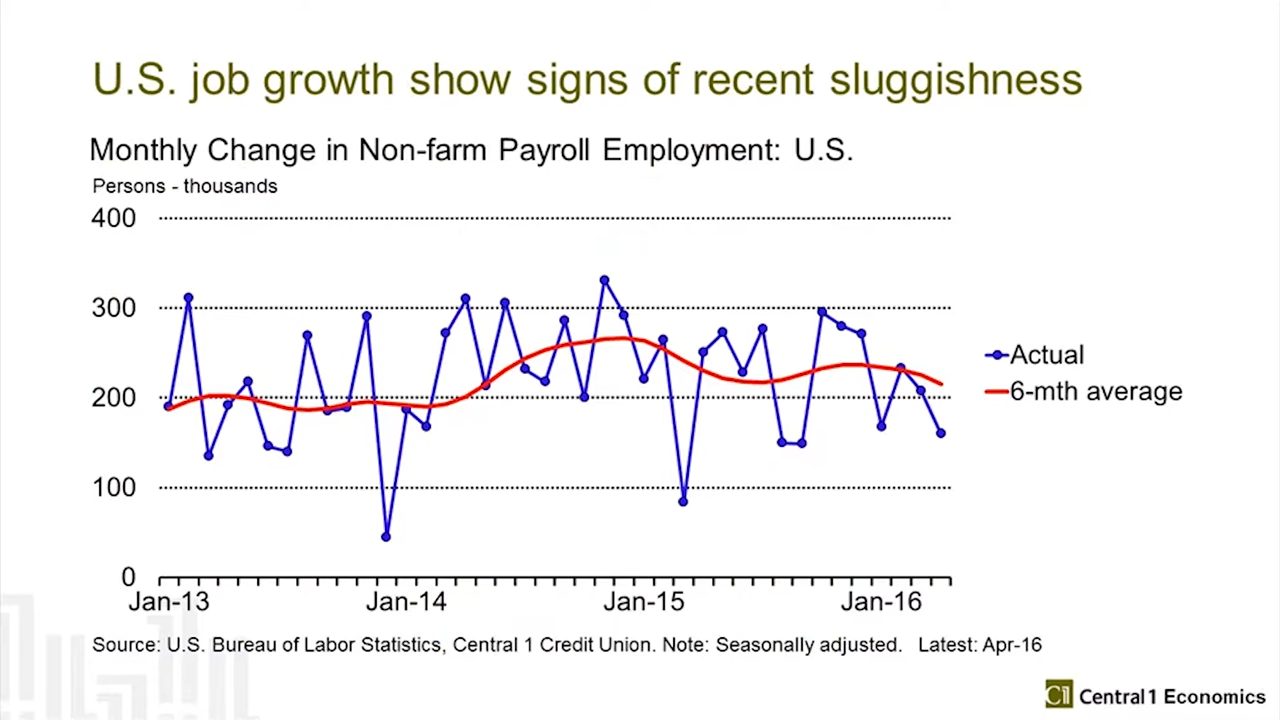 U.S. job growth show signs of recent sluggishness
Monthly Change in Non-farm Payroll Employment: U.S.
Persons - thousands
400
300
200
100
0
Actual
6-mth average
Jan-13 Jan-14 Jan-15 Jan-16
Source: U.S. Bureau of Labor Statistics, Central 1 Credit Union. Note: Seasonally adjusted. Latest: Apr-16
C1 Central 1 Economics